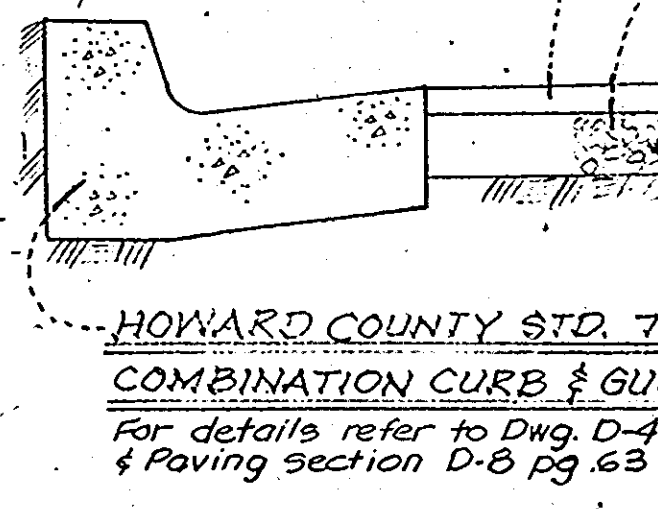 HOWARD COUNTY STD. 7
COMBINATION CURB & GU
For details refer to Dwg. D-4
& Paving section D-8 pg. 63